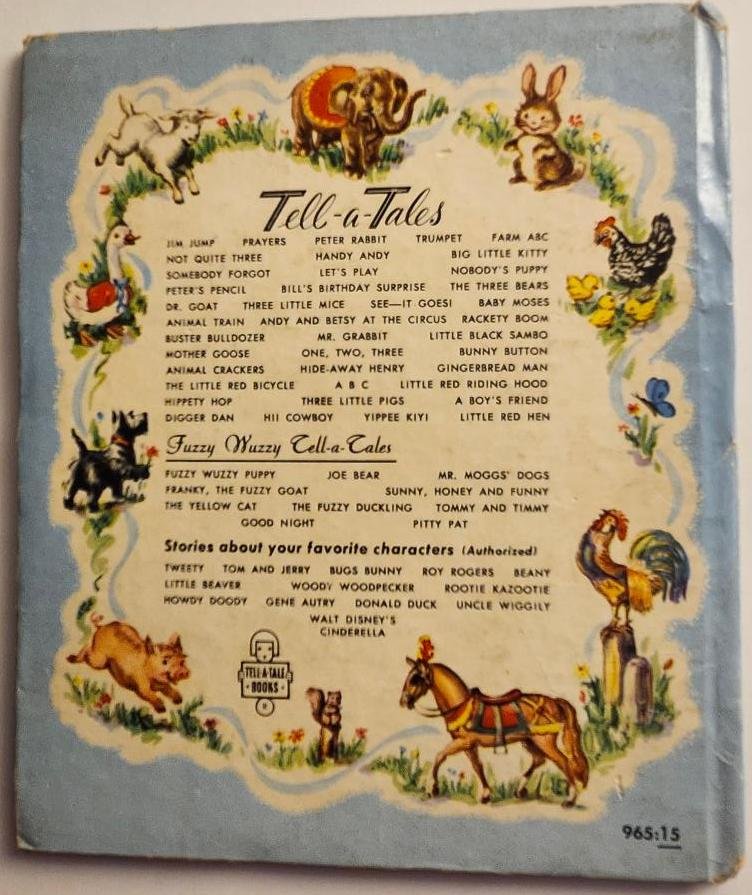 Tell-a-Tales
JIM JUMP PRAYERS PETER RABBIT TRUMPET FARM ABC
NOT QUITE THREE HANDY ANDY BIG LITTLE KITTY
SOMEBODY FORGOT LET'S PLAY NOBODY'S PUPPY
PETER'S PENCIL BILL'S BIRTHDAY SURPRISE THE THREE BEARS
DR. GOAT THREE LITTLE MICE SEE—IT GOES! BABY MOSES
ANIMAL TRAIN ANDY AND BETSY AT THE CIRCUS RACKETY BOOM
BUSTER BULLDOZER MR. GRABBIT LITTLE BLACK SAMBO
MOTHER GOOSE ONE, TWO, THREE BUNNY BUTTON
ANIMAL CRACKERS HIDE-AWAY HENRY GINGERBREAD MAN
THE LITTLE RED BICYCLE A B C LITTLE RED RIDING HOOD
HIPPETY HOP THREE LITTLE PIGS A BOY'S FRIEND
DIGGER DAN HI! COWBOY YIPPEE KIYI LITTLE RED HEN
Fuzzy Wuzzy Tell-a-Tales
FUZZY WUZZY PUPPY JOE BEAR MR. MOGGS' DOGS
FRANKY, THE FUZZY GOAT SUNNY, HONEY AND FUNNY
THE YELLOW CAT THE FUZZY DUCKLING TOMMY AND TIMMY
GOOD NIGHT PITTY PAT
Stories about your favorite characters (Authorized)
TWEETY TOM AND JERRY BUGS BUNNY ROY ROGERS BEANY
LITTLE BEAVER WOODY WOODPECKER ROOTIE KAZOOTIE
HOWDY DOODY GENE AUTRY DONALD DUCK UNCLE WIGGILY
WALT DISNEY'S
CINDERELLA
TELL-A-TALE
BOOKS
965:15